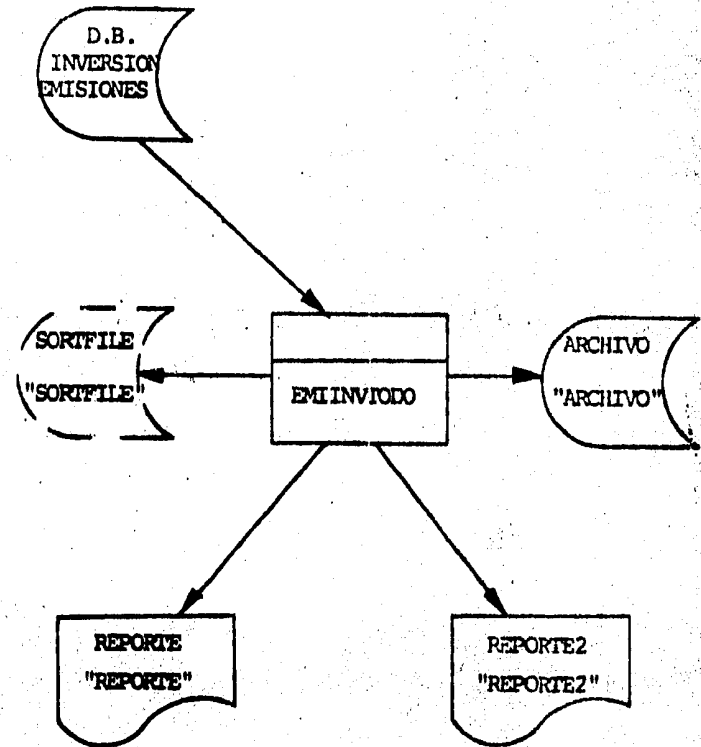 D.B.
INVERSION
EMISIONES
SORTFILE
"SORTFILE"
EMIINVTODO
ARCHIVO
"ARCHIVO"
REPORTE
"REPORTE"
REPORTE2
"REPORTE2"